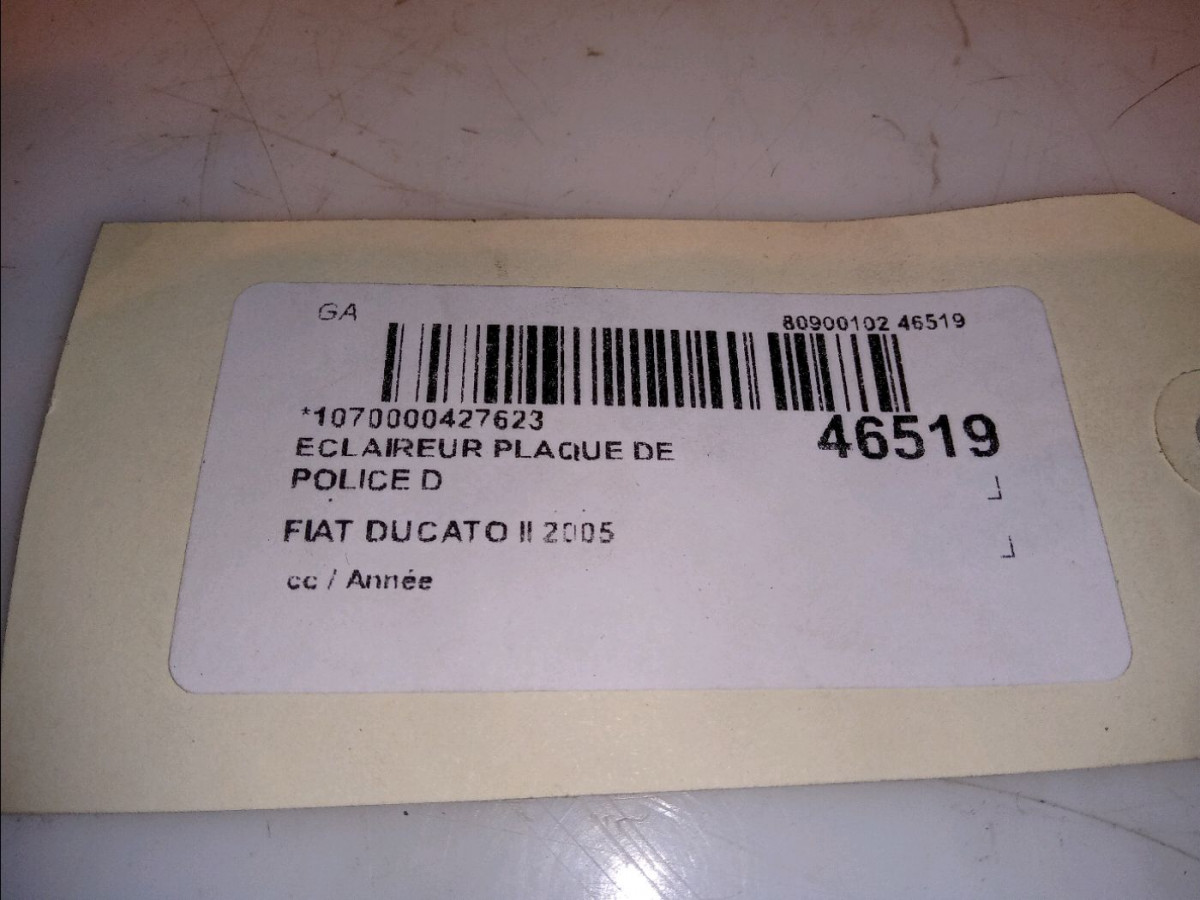 GA
80900102 46519
*1070000427623
46519
ECLAIREUR PLAQUE DE
POLICE D
FIAT DUCATO II 2005
cc / Année